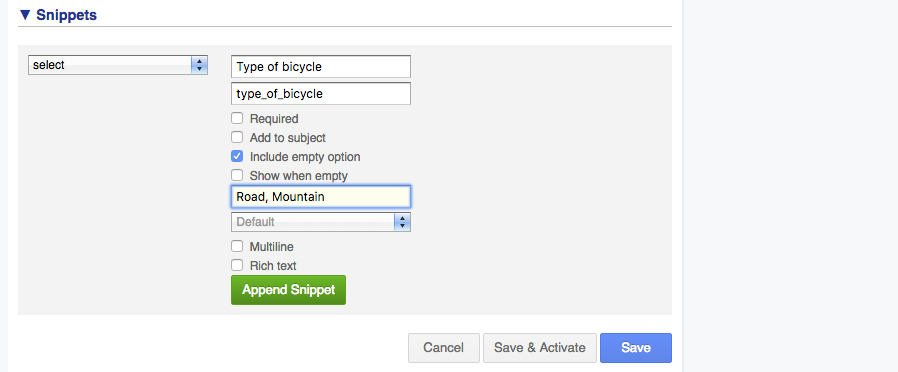 ▼ Snippets
select
Type of bicycle
type_of_bicycle
Required
Add to subject
Include empty option
Show when empty
Road, Mountain
Default
Multiline
Rich text
Append Snippet
Cancel Save & Activate Save